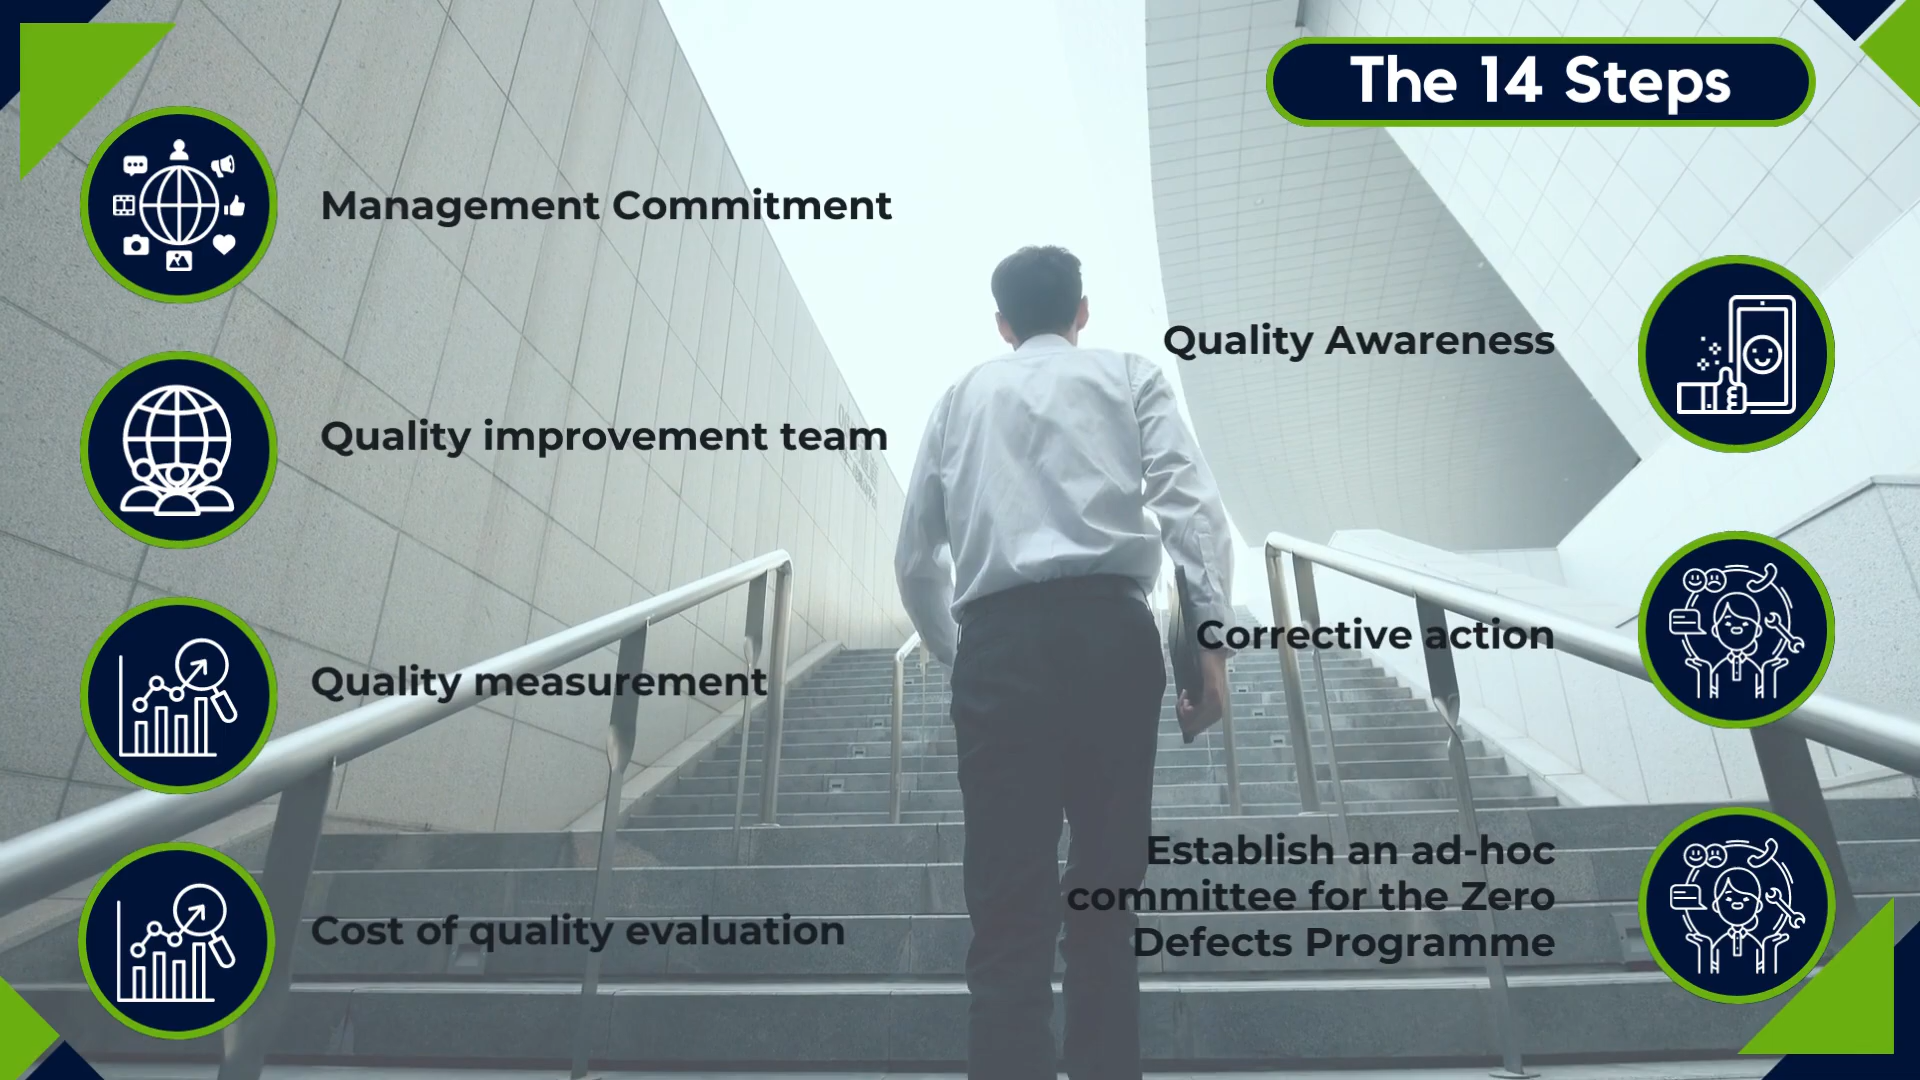 The 14 Steps
Management Commitment
Quality improvement team
Quality measurement
Cost of quality evaluation
Quality Awareness
Corrective action
Establish an ad-hoc
committee for the Zero
Defects Programme